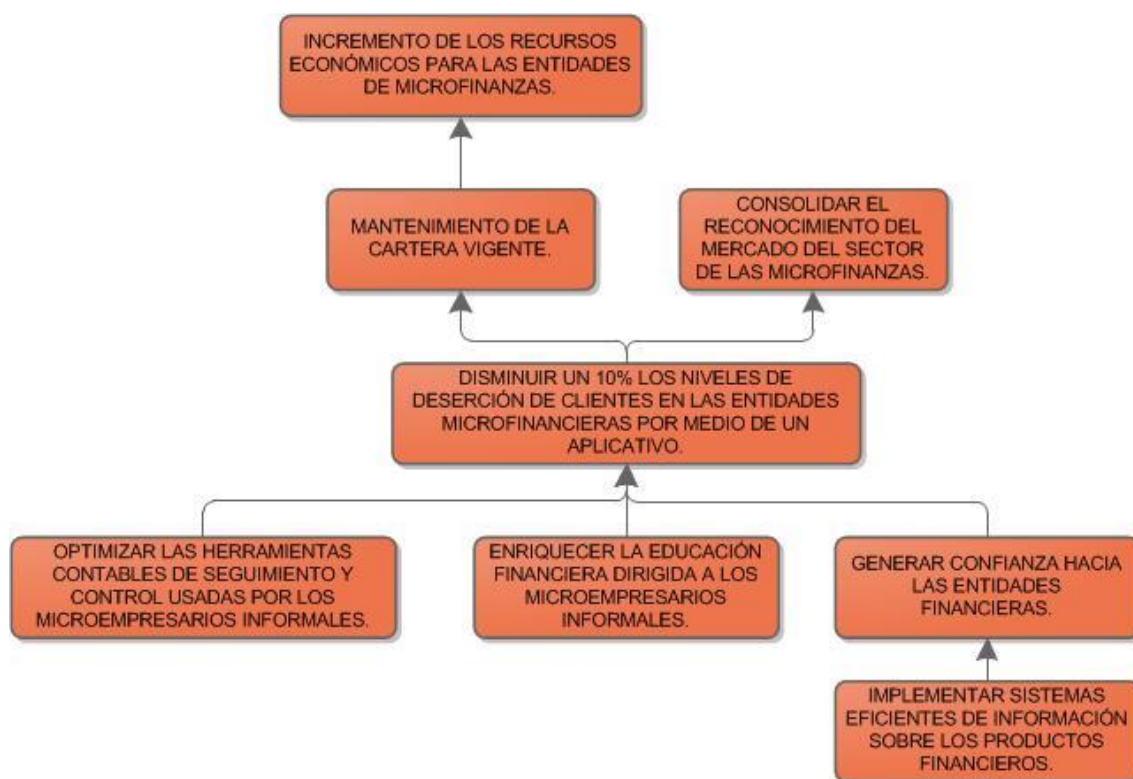 INCREMENTO DE LOS RECURSOS
ECONÓMICOS PARA LAS ENTIDADES
DE MICROFINANZAS.
MANTENIMIENTO DE LA
CARTERA VIGENTE.
CONSOLIDAR EL
RECONOCIMIENTO DEL
MERCADO DEL SECTOR
DE LAS MICROFINANZAS.
DISMINUIR UN 10% LOS NIVELES DE
DESERCIÓN DE CLIENTES EN LAS ENTIDADES
MICROFINANCIERAS POR MEDIO DE UN
APLICATIVO.
OPTIMIZAR LAS HERRAMIENTAS
CONTABLES DE SEGUIMIENTO Y
CONTROL USADAS POR LOS
MICROEMPRESARIOS INFORMALES.
ENRIQUECER LA EDUCACIÓN
FINANCIERA DIRIGIDA A LOS
MICROEMPRESARIOS
INFORMALES.
GENERAR CONFIANZA HACIA
LAS ENTIDADES
FINANCIERAS.
IMPLEMENTAR SISTEMAS
EFICIENTES DE INFORMACIÓN
SOBRE LOS PRODUCTOS
FINANCIEROS.